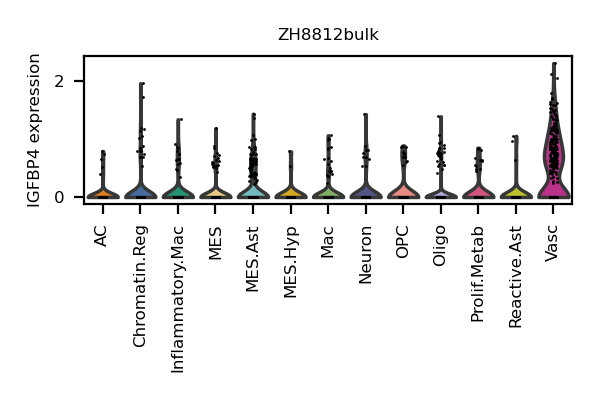 ZH8812bulk
IGFBP4 expression
2
0
AC
Chromatin.Reg
Inflammatory.Mac
MES
MES.Ast
MES.Hyp
Mac
Neuron
OPC
Oligo
Prolif.Metab
Reactive.Ast
Vasc